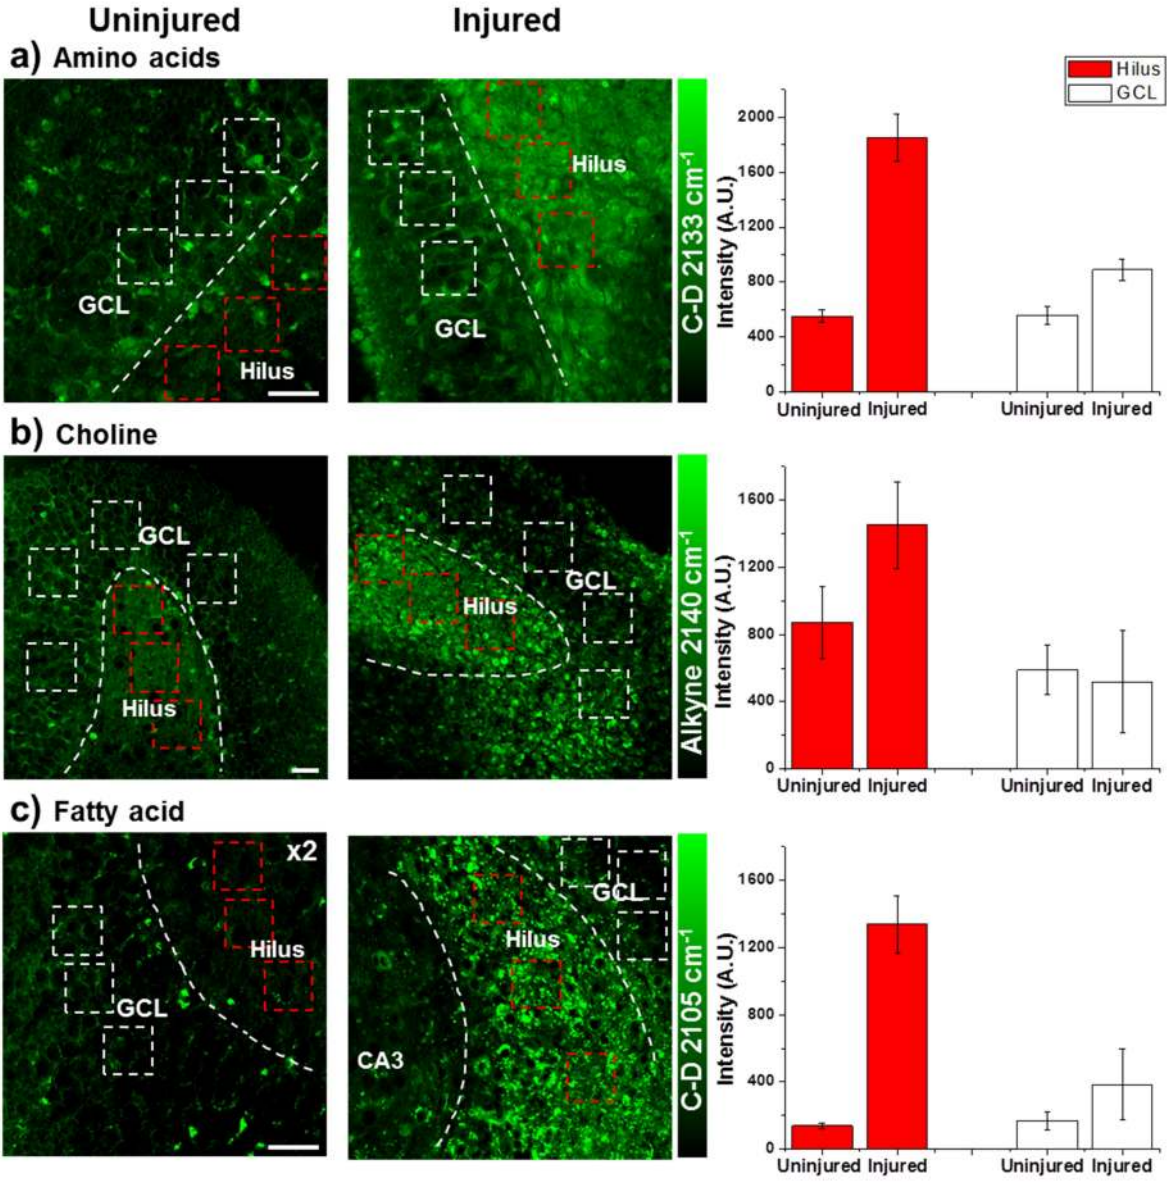 Uninjured
Injured
a) Amino acids
GCL
Hilus
Hilus
GCL
C-D 2133 cm-1
Hilus
GCL
Intensity (A.U.)
2000
1600
1200
800
400
0
Uninjured Injured Uninjured Injured
b) Choline
GCL
Hilus
GCL
Hilus
Alkyne 2140 cm-1
Intensity (A.U.)
1600
1200
800
400
0
Uninjured Injured Uninjured Injured
c) Fatty acid
x2
Hilus
GCL
GCL
Hilus
CA3
C-D 2105 cm-1
Intensity (A.U.)
1600
1200
800
400
0
Uninjured Injured Uninjured Injured